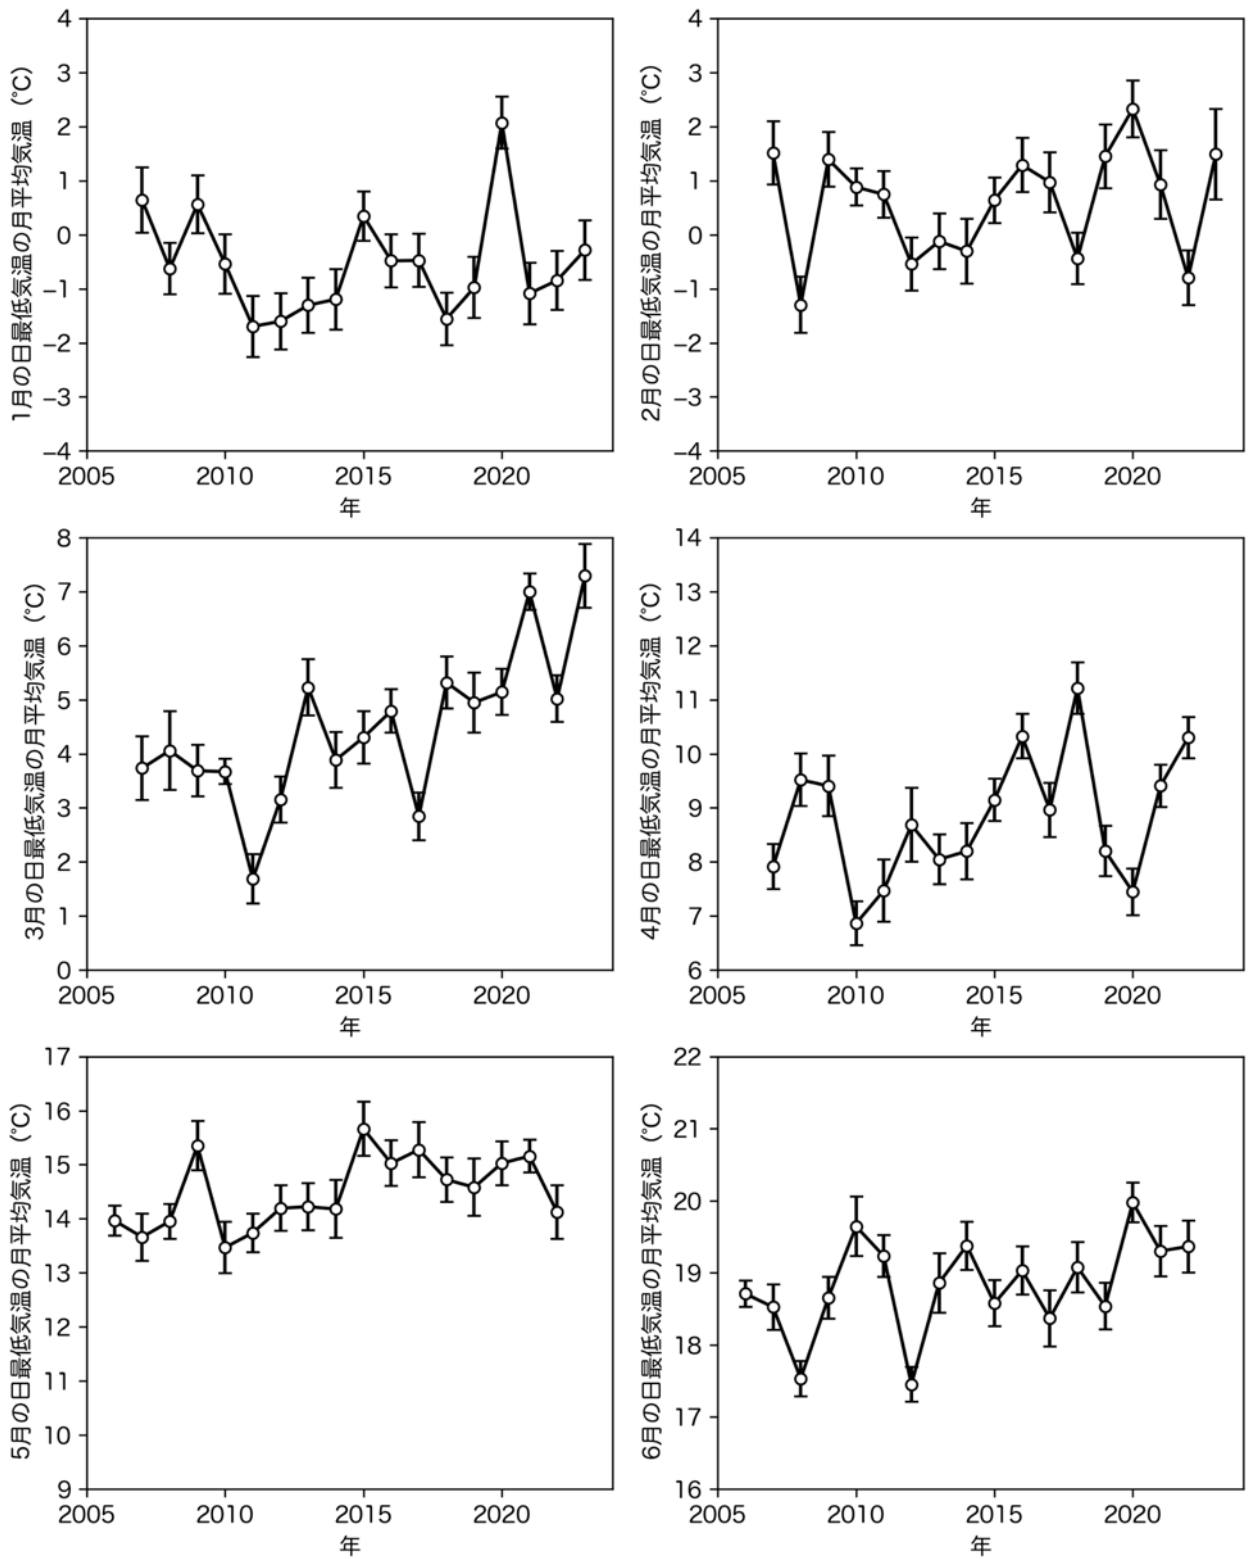 1月の日最低気温の月平均気温（℃）
4
3
2
1
0
−1
−2
−3
−4
2005 2010 2015 2020
年
2月の日最低気温の月平均気温（℃）
4
3
2
1
0
−1
−2
−3
−4
2005 2010 2015 2020
年
3月の日最低気温の月平均気温（℃）
8
7
6
5
4
3
2
1
0
2005 2010 2015 2020
年
4月の日最低気温の月平均気温（℃）
14
13
12
11
10
9
8
7
6
2005 2010 2015 2020
年
5月の日最低気温の月平均気温（℃）
17
16
15
14
13
12
11
10
9
2005 2010 2015 2020
年
6月の日最低気温の月平均気温（℃）
22
21
20
19
18
17
16
2005 2010 2015 2020
年